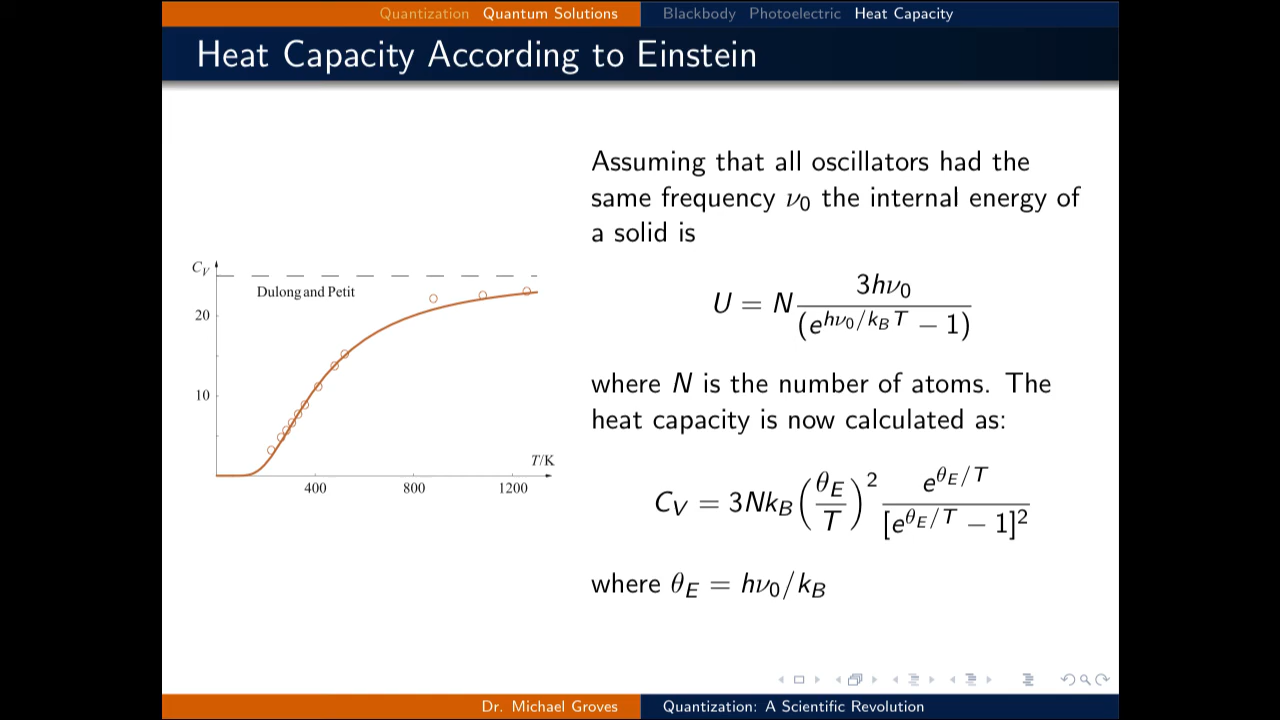 Quantization Quantum Solutions Blackbody Photoelectric Heat Capacity
Heat Capacity According to Einstein
C_V
Dulong and Petit
20
10
T/K
400 800 1200
Assuming that all oscillators had the
same frequency ν₀ the internal energy of
a solid is
U = N 3hν₀ / (e^{hν₀/k_B T} − 1)
where N is the number of atoms. The
heat capacity is now calculated as:
C_V = 3Nk_B (θ_E / T)² e^{θ_E/T} / [e^{θ_E/T} − 1]²
where θ_E = hν₀/k_B
Dr. Michael Groves Quantization: A Scientific Revolution